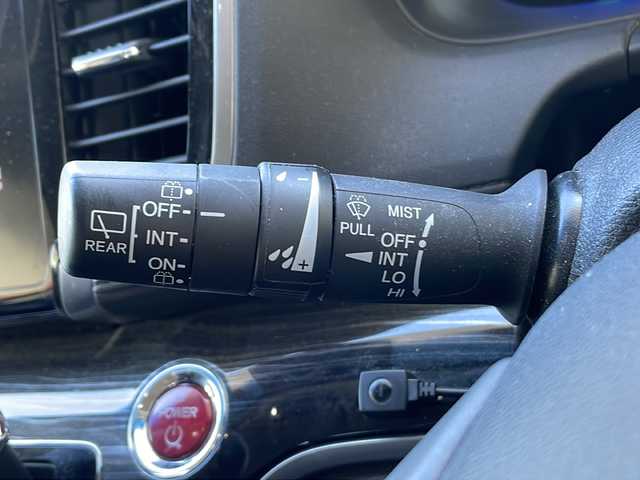 REAR
OFF
INT
ON
- +
PULL
MIST
OFF
INT
LO
HI
POWER